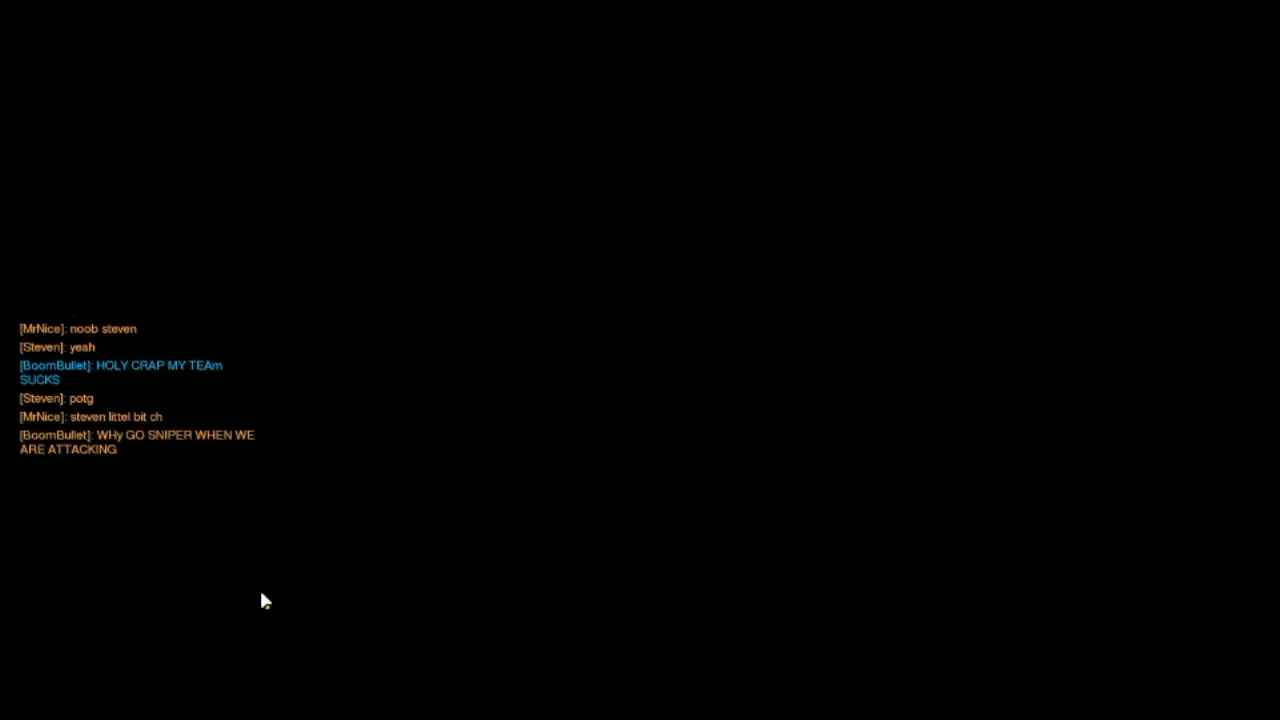 [MrNice]: noob steven
[Steven]: yeah
[BoomBullet]: HOLY CRAP MY TEAm
SUCKS
[Steven]: potg
[MrNice]: steven littel bit ch
[BoomBullet]: WHy GO SNIPER WHEN WE
ARE ATTACKING